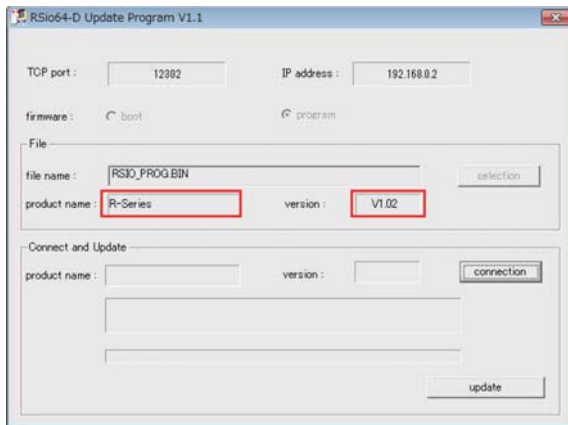 RSio64-D Update Program V1.1
TCP port : 12302 IP address : 192.168.0.2
firmware : boot program
File
file name : RSIO_PROG.BIN selection
product name : R-Series version : V1.02
Connect and Update
product name : version : connection
update